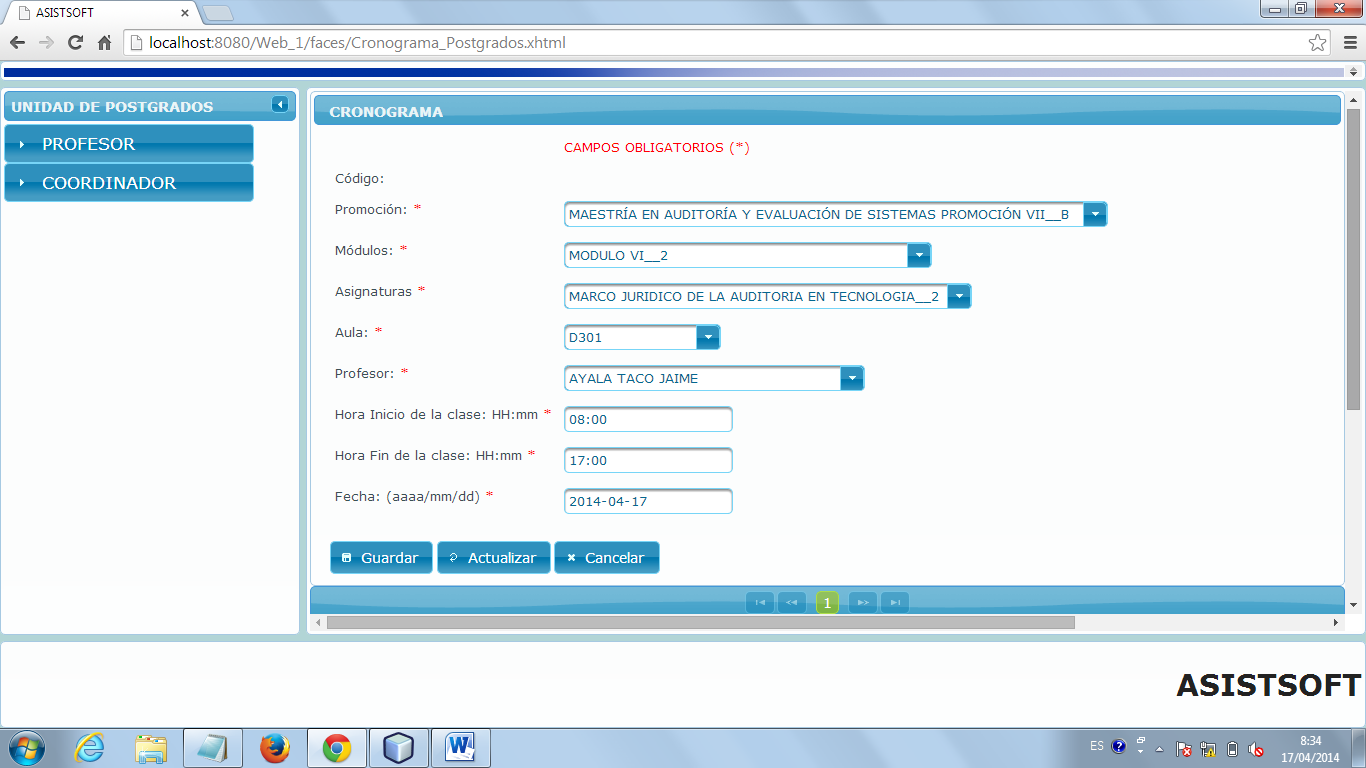 ASISTSOFT
localhost:8080/Web_1/faces/Cronograma_Postgrados.xhtml
UNIDAD DE POSTGRADOS
PROFESOR
COORDINADOR
CRONOGRAMA
CAMPOS OBLIGATORIOS (*)
Código:
Promoción: * MAESTRÍA EN AUDITORÍA Y EVALUACIÓN DE SISTEMAS PROMOCIÓN VII__B
Módulos: * MODULO VI__2
Asignaturas * MARCO JURIDICO DE LA AUDITORIA EN TECNOLOGIA__2
Aula: * D301
Profesor: * AYALA TACO JAIME
Hora Inicio de la clase: HH:mm * 08:00
Hora Fin de la clase: HH:mm * 17:00
Fecha: (aaaa/mm/dd) * 2014-04-17
Guardar Actualizar Cancelar
1
ASISTSOFT
ES 8:34
17/04/2014